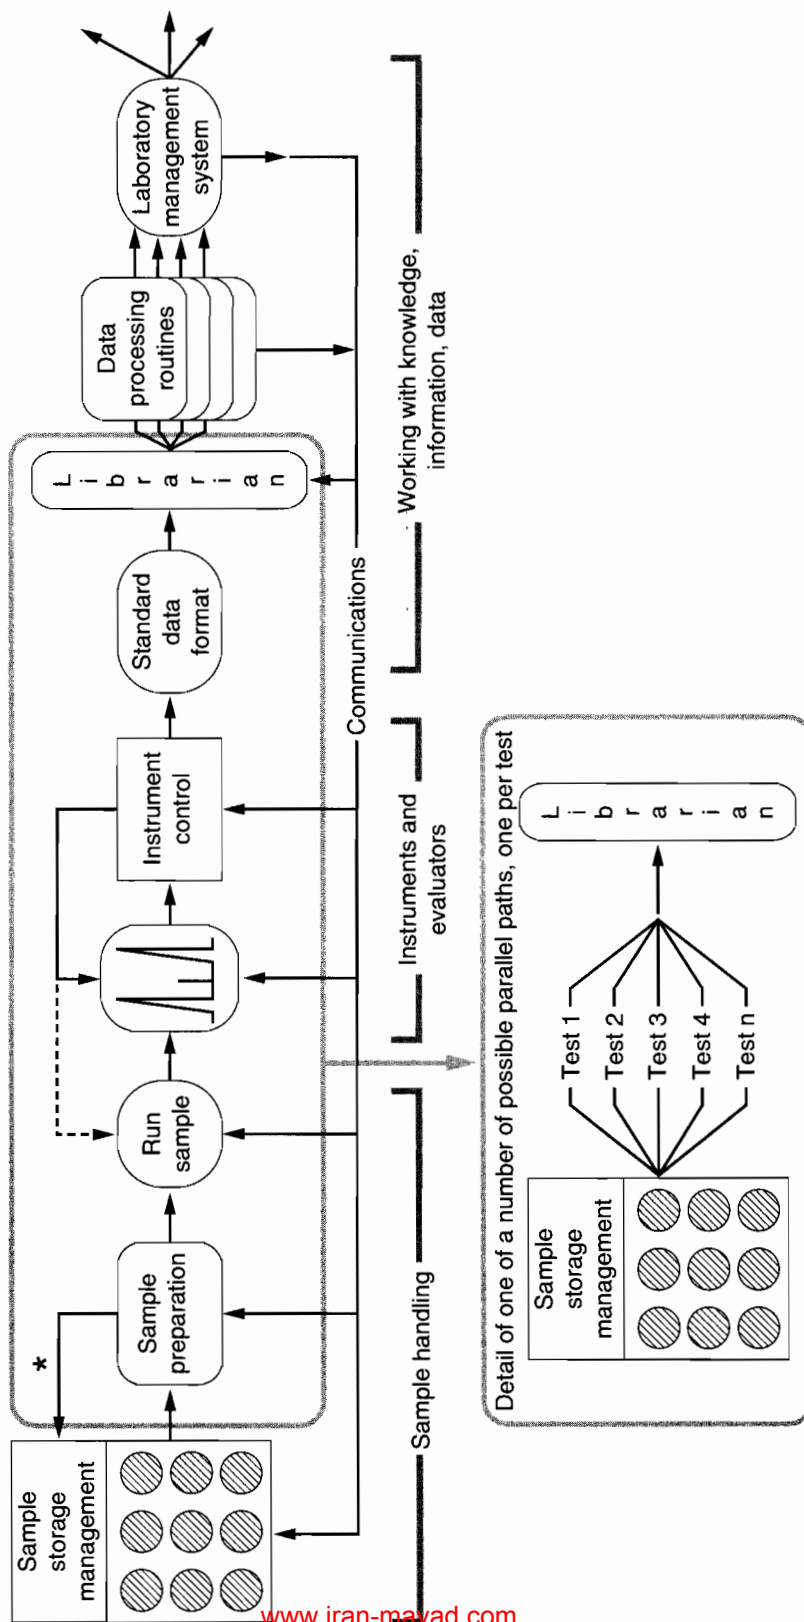 Sample
storage
management
*
Sample
preparation
Run
sample
Instrument
control
Standard
data
format
L
i
b
r
a
r
i
a
n
Data
processing
routines
Laboratory
management
system
Communications
Sample handling
Instruments and
evaluators
Working with knowledge,
information, data
Detail of one of a number of possible parallel paths, one per test
Sample
storage
management
Test 1
Test 2
Test 3
Test 4
Test n
L
i
b
r
a
r
i
a
n
www.iran-mavad.com